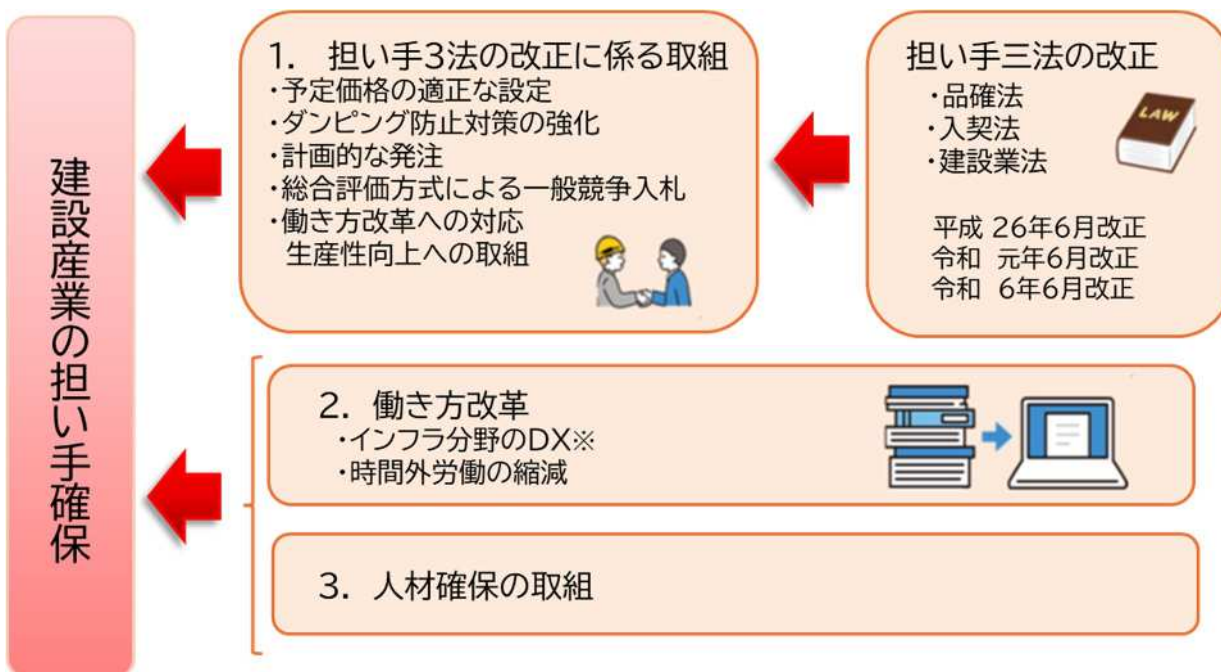 建設産業の担い手確保
1. 担い手3法の改正に係る取組
・予定価格の適正な設定
・ダンピング防止対策の強化
・計画的な発注
・総合評価方式による一般競争入札
・働き方改革への対応
生産性向上への取組
担い手三法の改正
・品確法
・入契法
・建設業法
LAW
平成 26年6月改正
令和 元年6月改正
令和 6年6月改正
2. 働き方改革
・インフラ分野のDX※
・時間外労働の縮減
3. 人材確保の取組